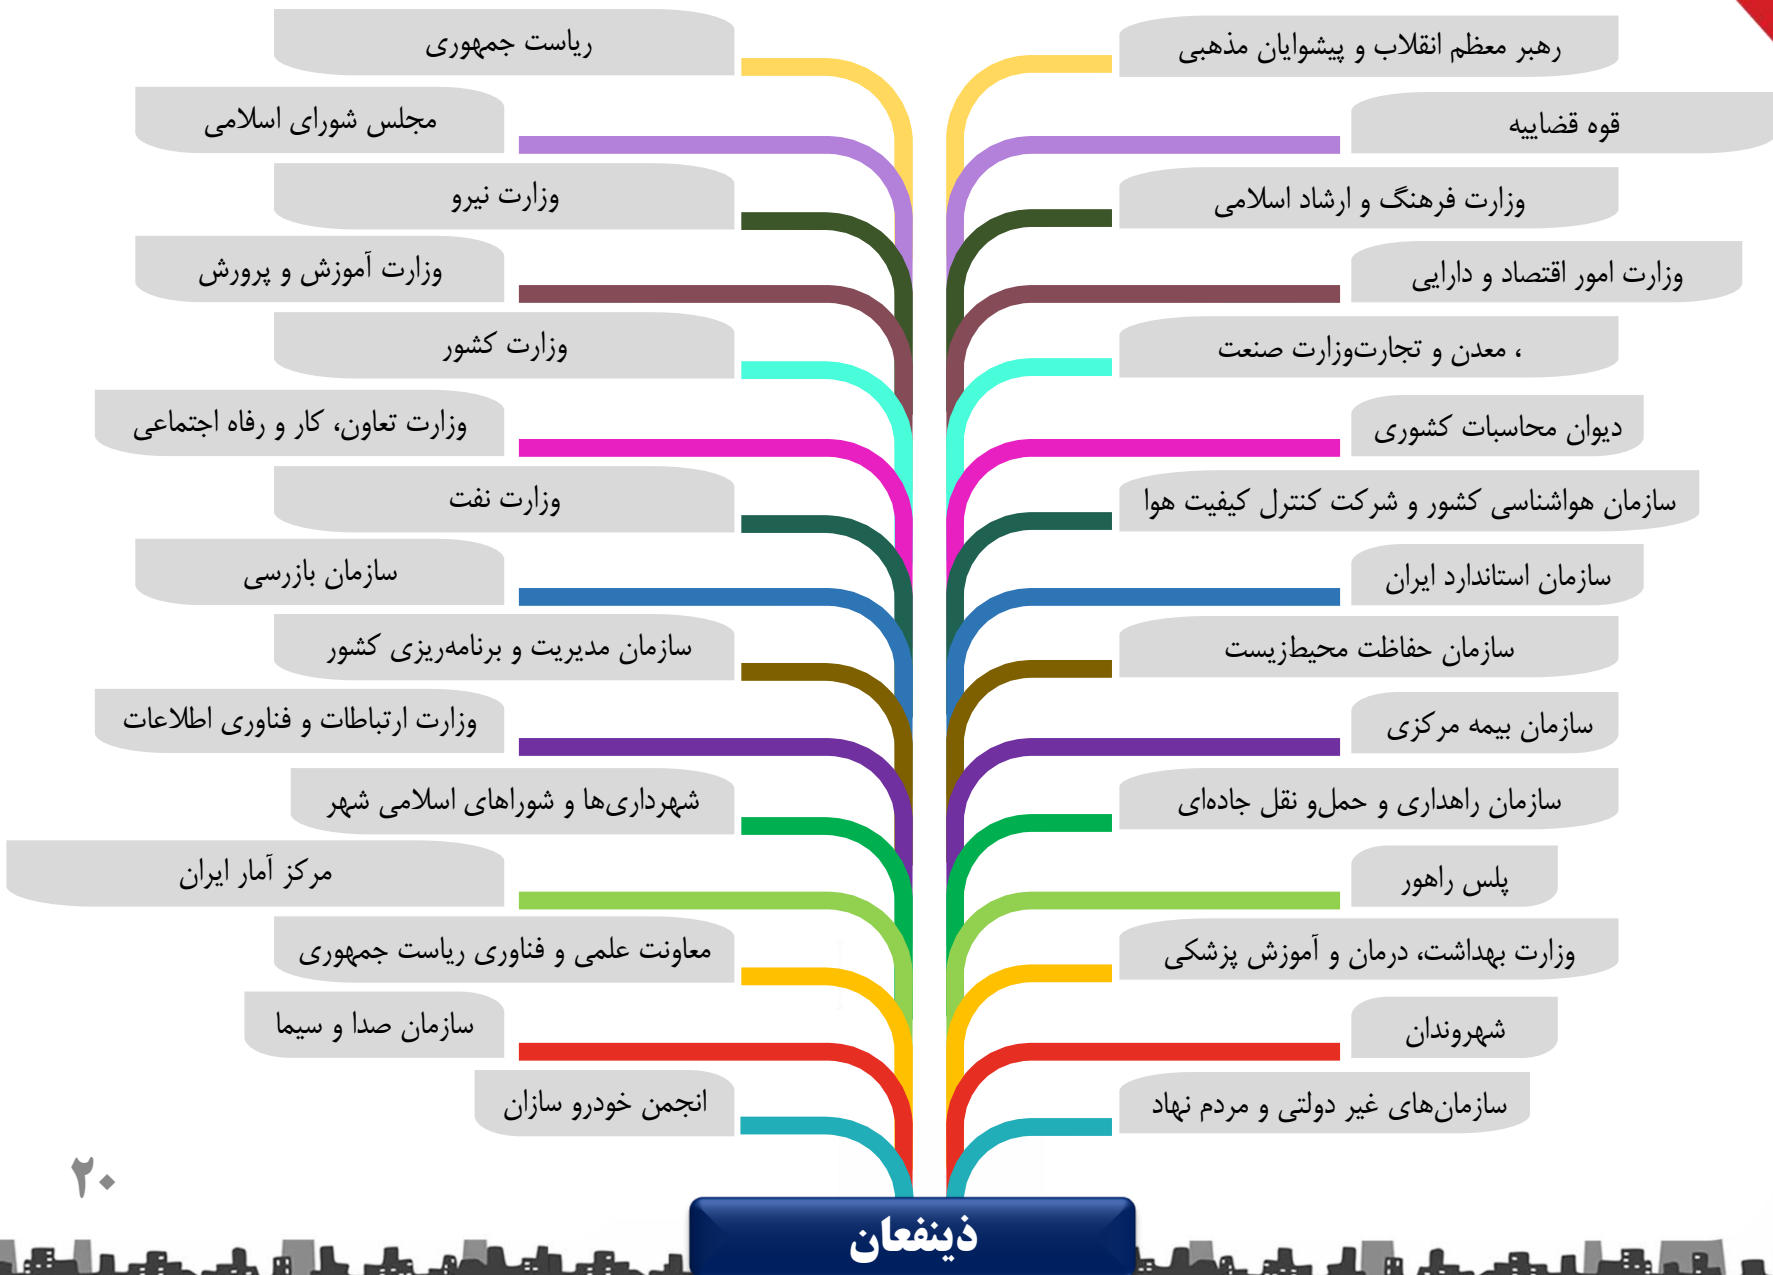 رهبر معظم انقلاب و پیشوایان مذهبی
ریاست جمهوری
قوه قضاییه
مجلس شورای اسلامی
وزارت فرهنگ و ارشاد اسلامی
وزارت نیرو
وزارت امور اقتصاد و دارایی
وزارت آموزش و پرورش
، معدن و تجارتوزارت صنعت
وزارت کشور
دیوان محاسبات کشوری
وزارت تعاون، کار و رفاه اجتماعی
سازمان هواشناسی کشور و شرکت کنترل کیفیت هوا
وزارت نفت
سازمان استاندارد ایران
سازمان بازرسی
سازمان حفاظت محیط‌زیست
سازمان مدیریت و برنامه‌ریزی کشور
سازمان بیمه مرکزی
وزارت ارتباطات و فناوری اطلاعات
سازمان راهداری و حمل‌و نقل جاده‌ای
شهرداری‌ها و شوراهای اسلامی شهر
پلس راهور
مرکز آمار ایران
وزارت بهداشت، درمان و آموزش پزشکی
معاونت علمی و فناوری ریاست جمهوری
شهروندان
سازمان صدا و سیما
سازمان‌های غیر دولتی و مردم نهاد
انجمن خودرو سازان
۲۰
ذینفعان